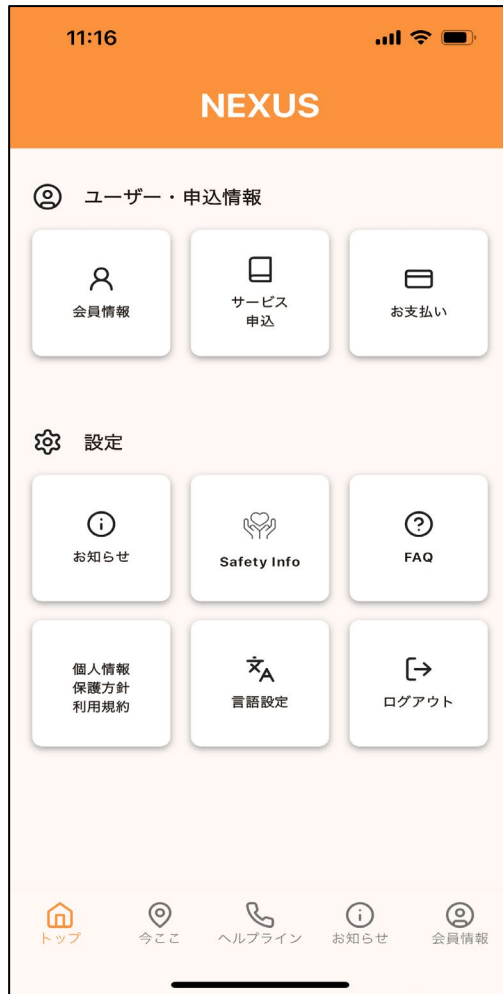 11:16
NEXUS
ユーザー・申込情報
会員情報
サービス
申込
お支払い
設定
お知らせ
Safety Info
FAQ
個人情報
保護方針
利用規約
言語設定
ログアウト
トップ
今ここ
ヘルプライン
お知らせ
会員情報